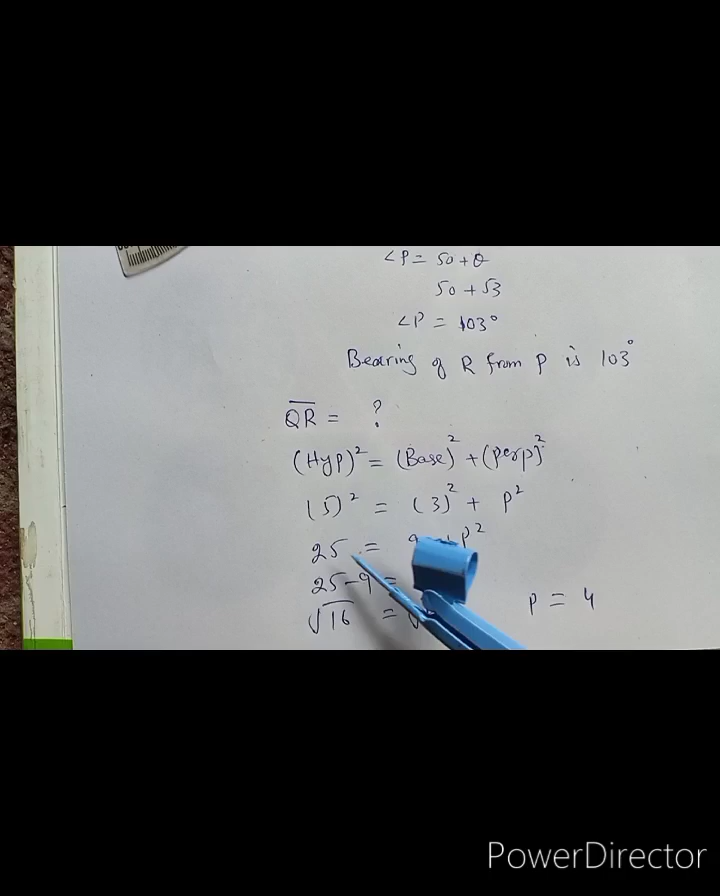 ∠P = 50 + θ
50 + 53
∠P = 103°
Bearing of R from P is 103°
QR = ?
(Hyp)² = (Base)² + (perp)²
(5)² = (3)² + P²
25 = P²
25 - 9 =
√16 = √
P = 4
PowerDirector